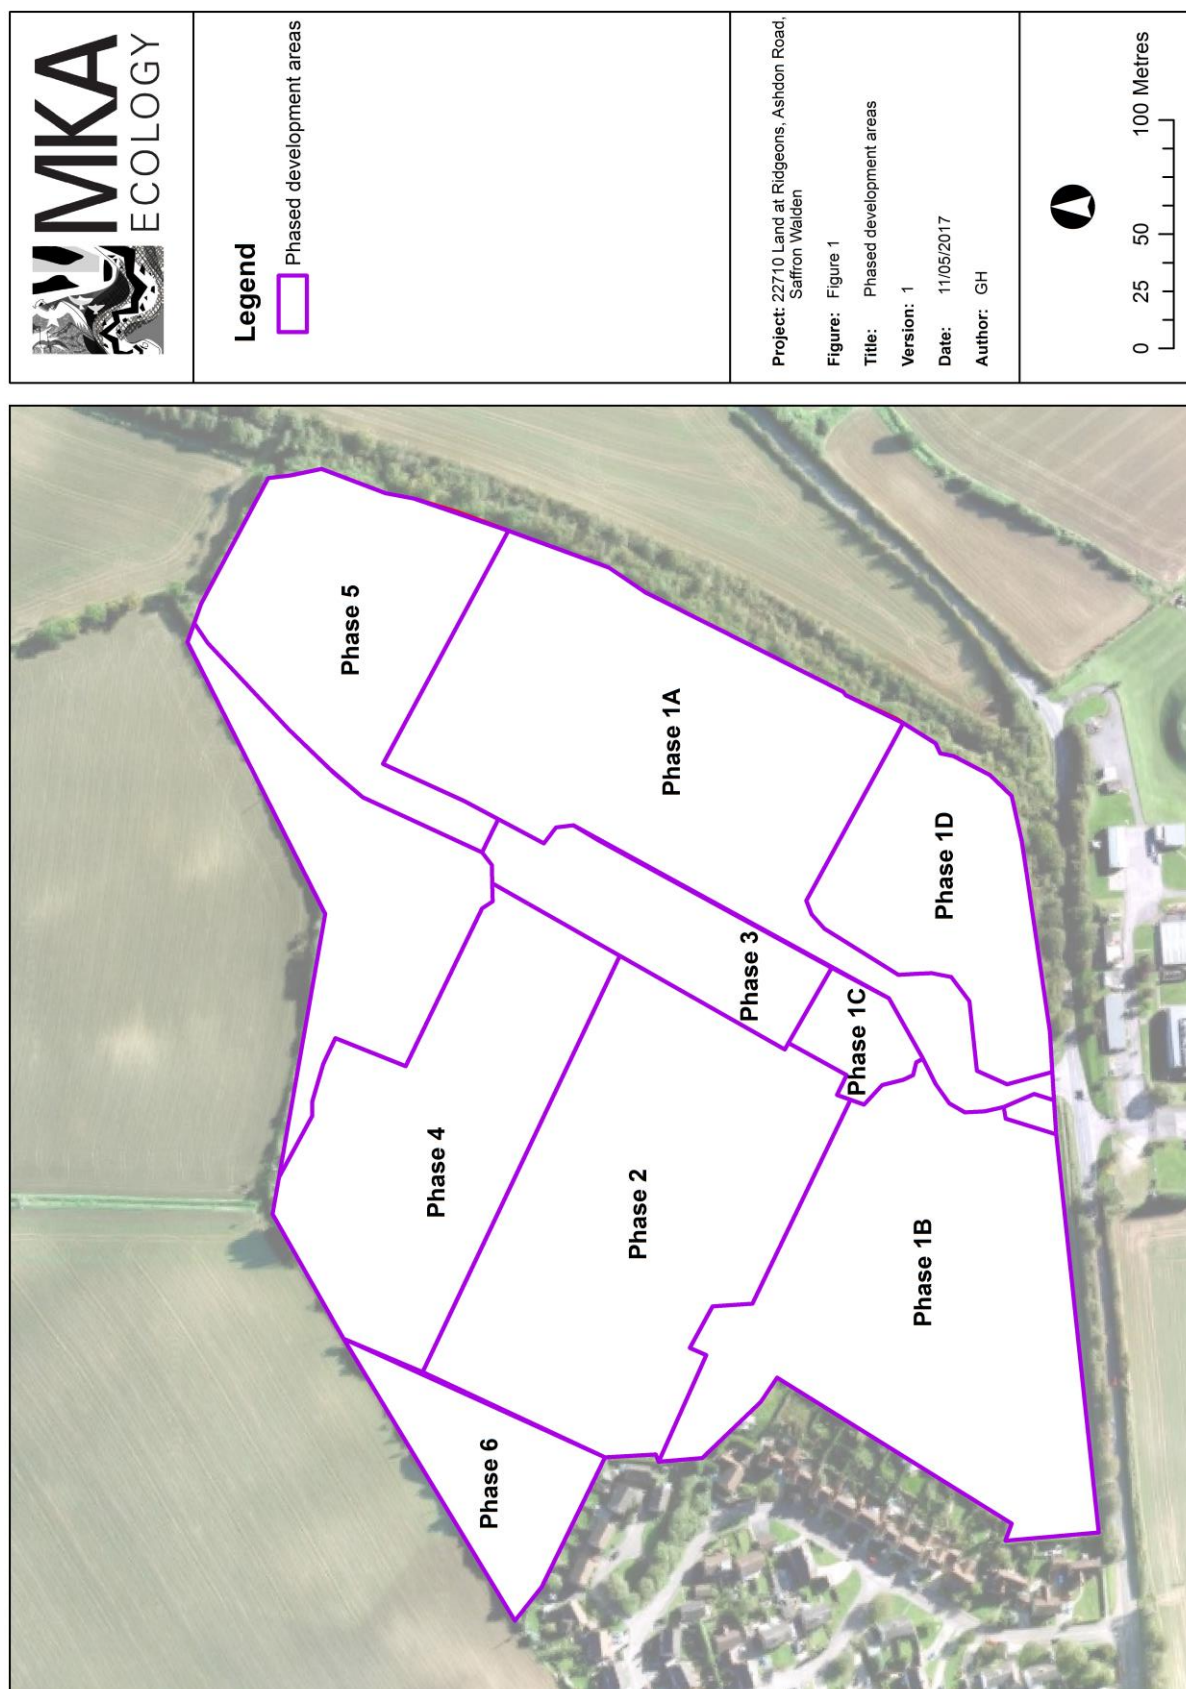 MKA
ECOLOGY
Legend
Phased development areas
Project: 22710 Land at Ridgeons, Ashdon Road,
Saffron Walden
Figure: Figure 1
Title: Phased development areas
Version: 1
Date: 11/05/2017
Author: GH
0 25 50 100 Metres
Phase 5
Phase 1A
Phase 1D
Phase 3
Phase 1C
Phase 4
Phase 2
Phase 1B
Phase 6